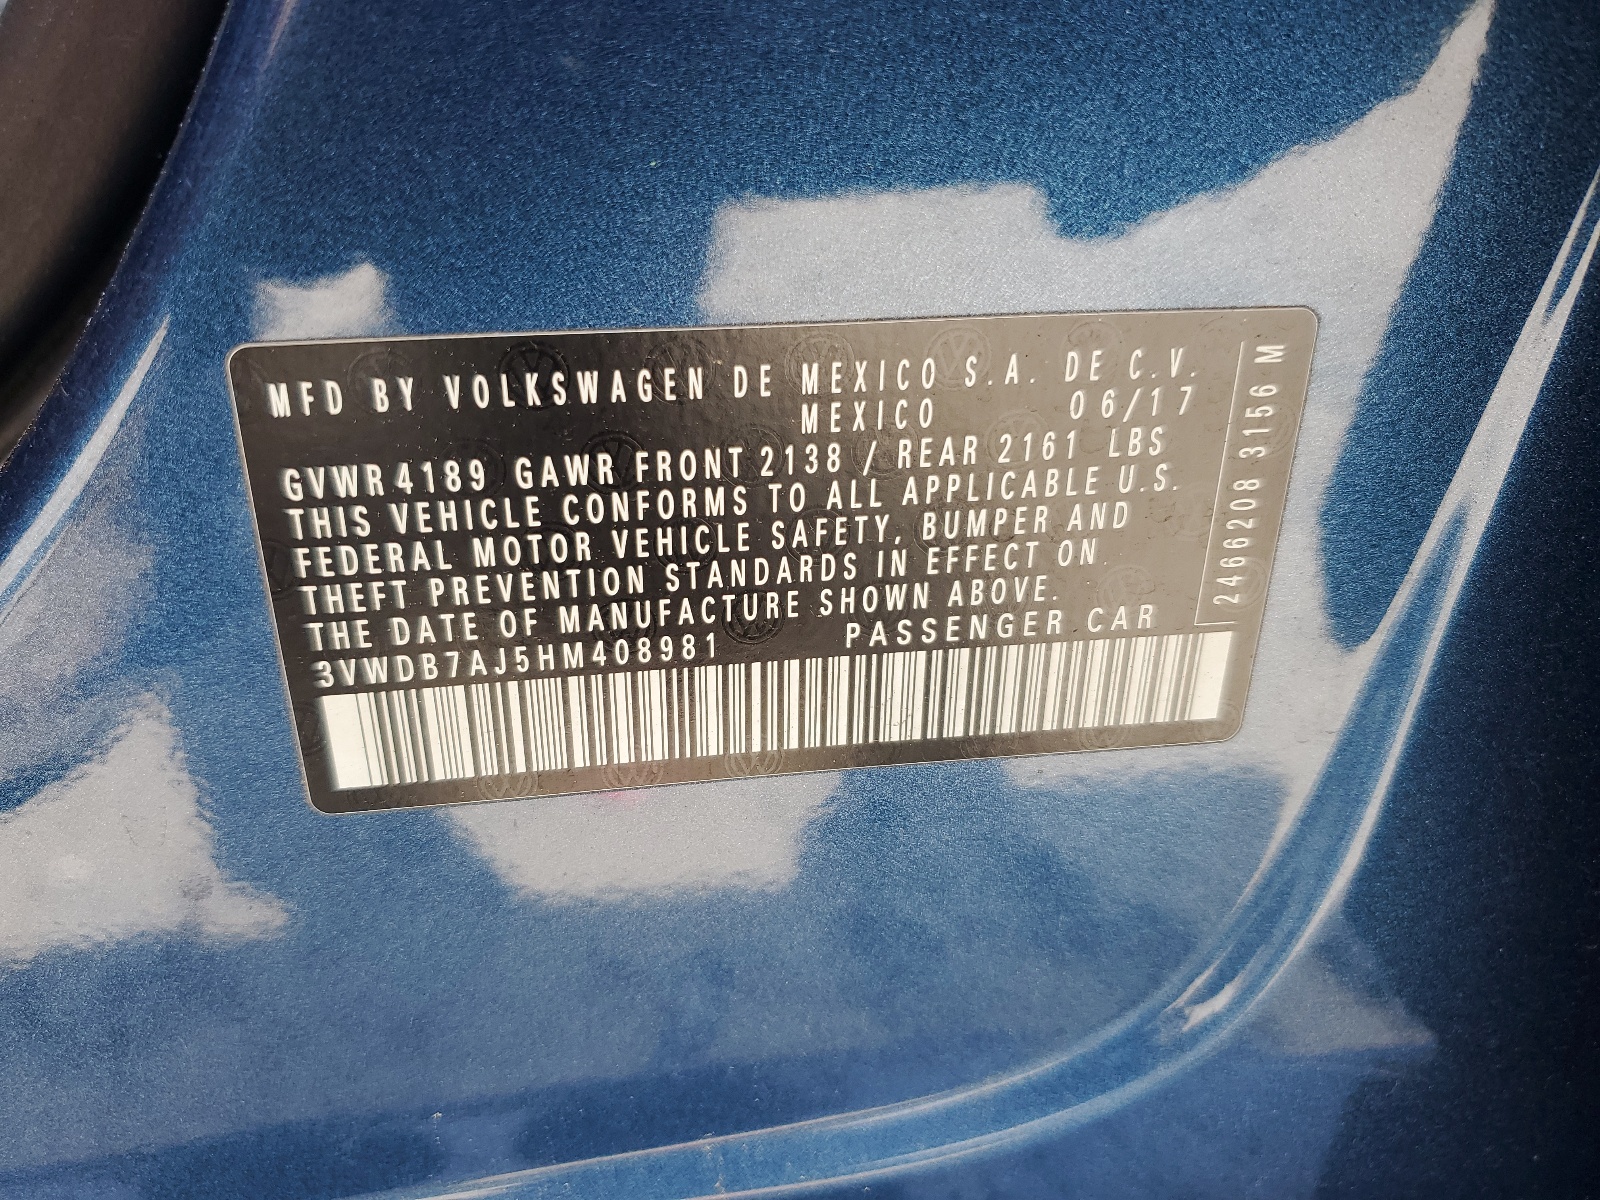 MFD BY VOLKSWAGEN DE MEXICO S.A. DE C.V.
MEXICO 06/17
GVWR 4189 GAWR FRONT 2138 / REAR 2161 LBS
THIS VEHICLE CONFORMS TO ALL APPLICABLE U.S.
FEDERAL MOTOR VEHICLE SAFETY, BUMPER AND
THEFT PREVENTION STANDARDS IN EFFECT ON
THE DATE OF MANUFACTURE SHOWN ABOVE.
3VWDB7AJ5HM408981 PASSENGER CAR
2466208 3156 M